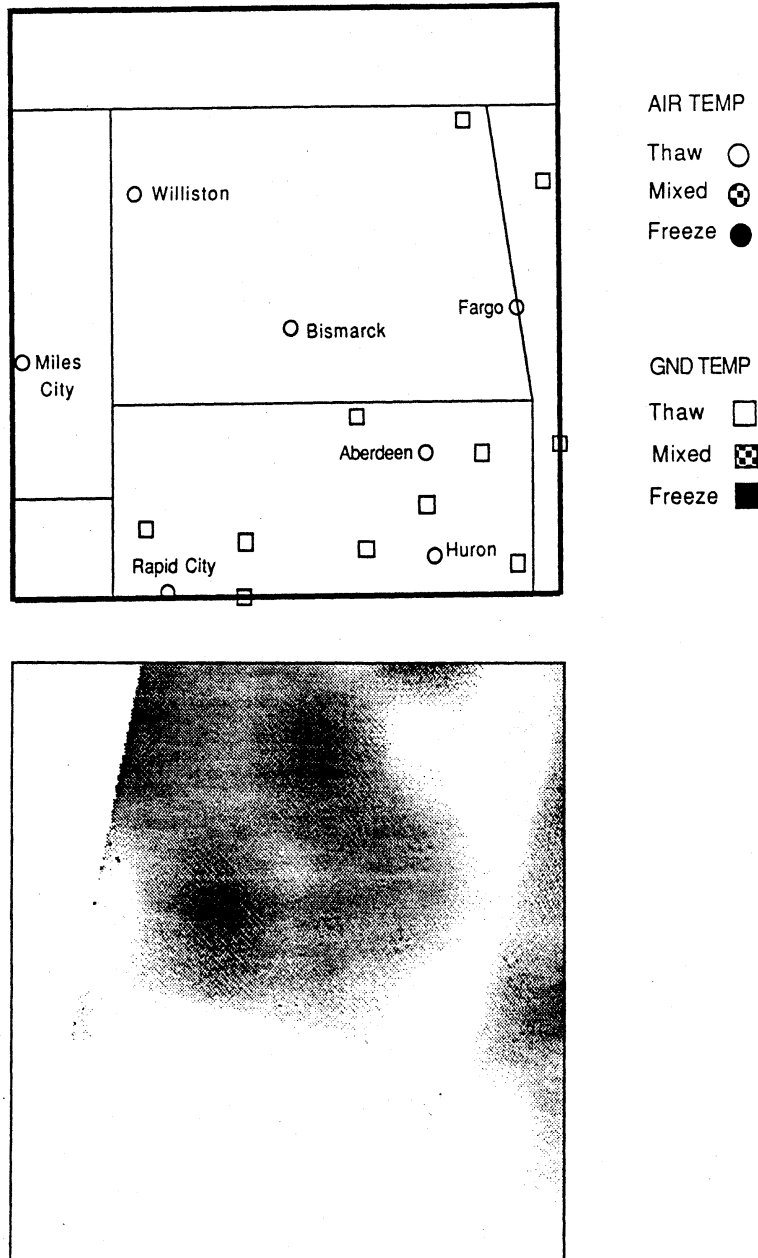 AIR TEMP
Thaw
Mixed
Freeze
Williston
Bismarck
Fargo
Miles
City
GND TEMP
Thaw
Mixed
Freeze
Aberdeen
Huron
Rapid City